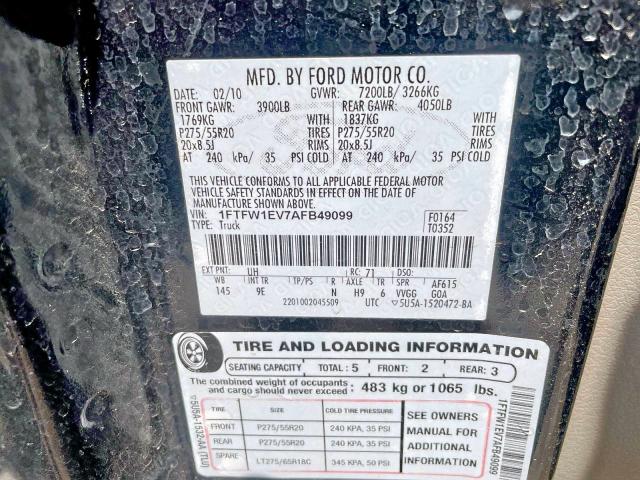 MFD. BY FORD MOTOR CO.
DATE: 02/10 GVWR: 7200LB/ 3266KG
FRONT GAWR: 3900LB REAR GAWR: 4050LB
1769KG 1837KG
P275/55R20 TIRES P275/55R20 TIRES
20x8.5J RIMS 20x8.5J RIMS
AT 240 kPa/ 35 PSI COLD AT 240 kPa/ 35 PSI COLD
THIS VEHICLE CONFORMS TO ALL APPLICABLE FEDERAL MOTOR
VEHICLE SAFETY STANDARDS IN EFFECT ON THE DATE OF
MANUFACTURE SHOWN ABOVE.
VIN: 1FTFW1EV7AFB49099 F0164
TYPE: Truck T0352
EXT PNT: UH RC: 71 DSO:
WB INT TR TP/PS R AXLE TR SPR AF615
145 9E N H9 6 VVGG GOA
2201002045509 UTC ▽5U5A-1520472-BA
TIRE AND LOADING INFORMATION
SEATING CAPACITY TOTAL: 5 FRONT: 2 REAR: 3
The combined weight of occupants and cargo should never exceed: 483 kg or 1065 lbs.
TIRE SIZE COLD TIRE PRESSURE
FRONT P275/55R20 240 KPA, 35 PSI
REAR P275/55R20 240 KPA, 35 PSI
SPARE LT275/65R18C 345 KPA, 50 PSI
SEE OWNERS
MANUAL FOR
ADDITIONAL
INFORMATION
▽5U5A-1532-AA (TLU)
1FTFW1EV7AFB49099